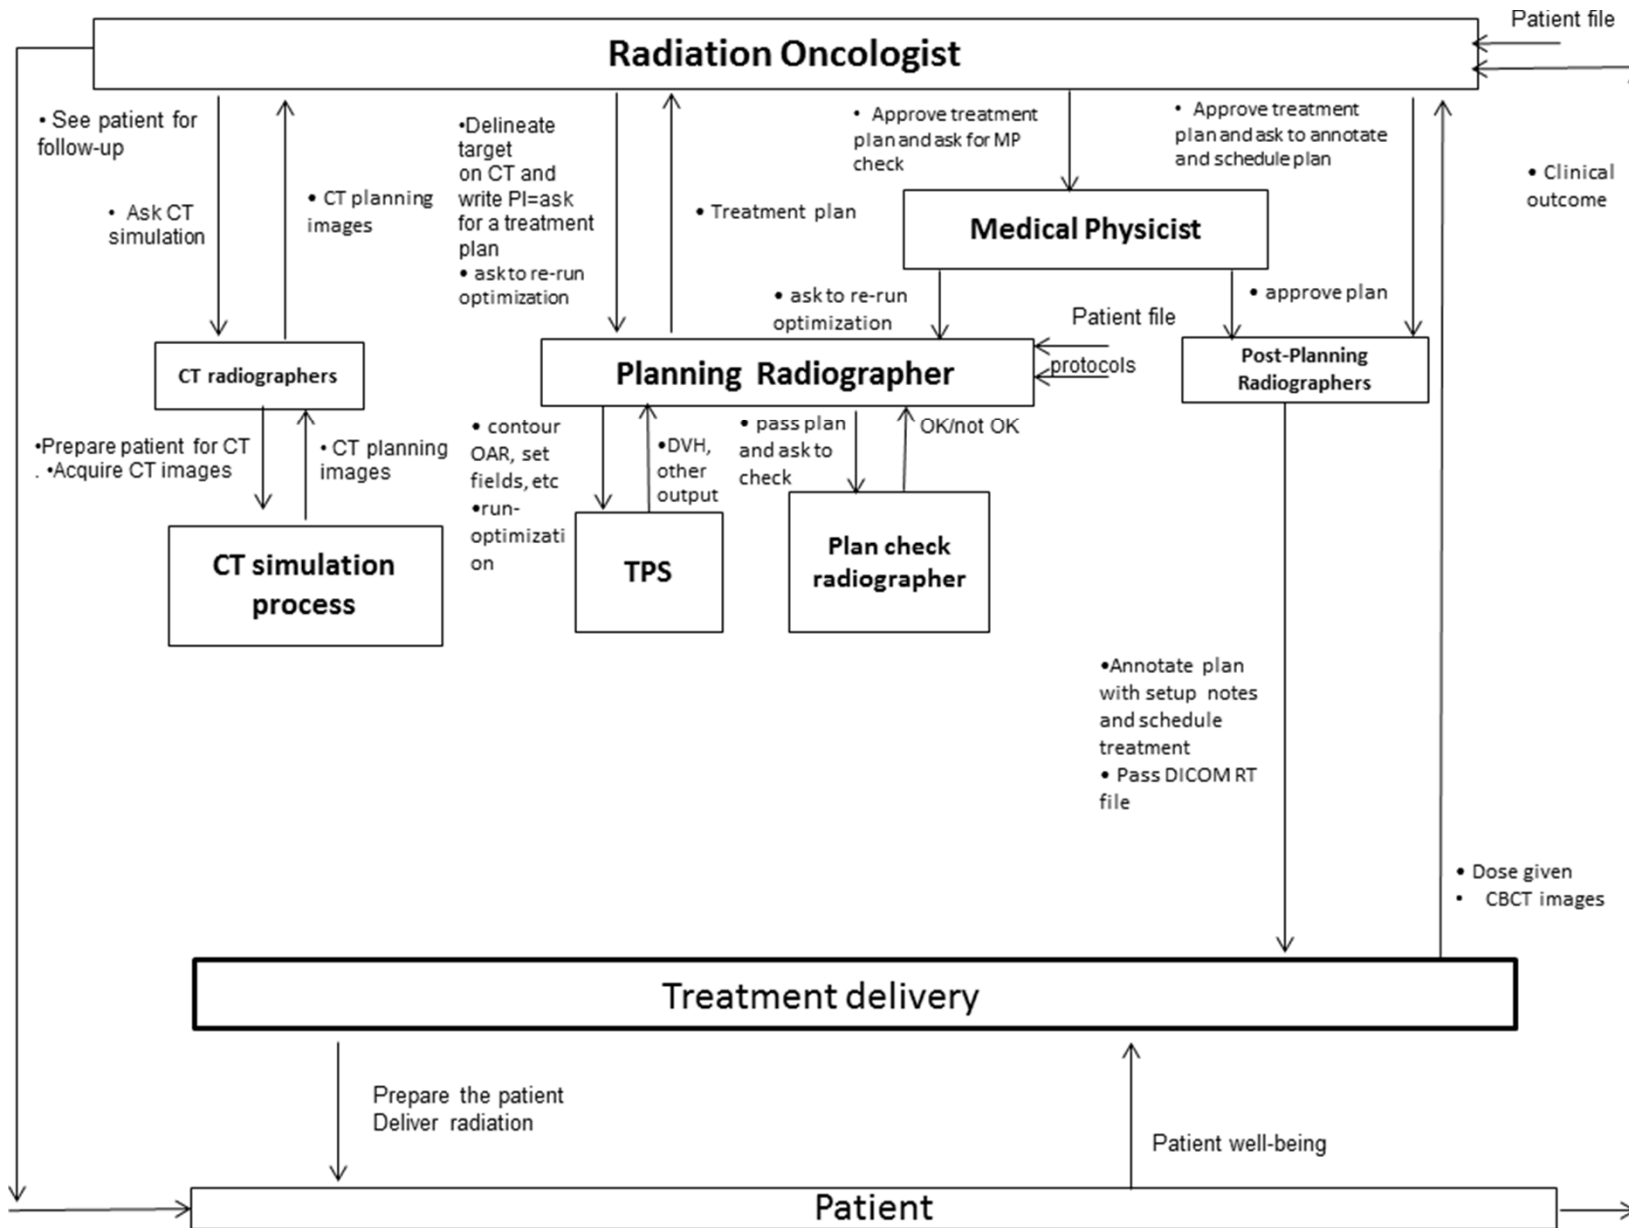 Patient file
Radiation Oncologist
• See patient for
follow-up
• Ask CT
simulation
• CT planning
images
•Delineate
target
on CT and
write PI=ask
for a treatment
plan
• ask to re-run
optimization
• Treatment plan
• Approve treatment
plan and ask for MP
check
• Approve treatment
plan and ask to annotate
and schedule plan
• Clinical
outcome
Medical Physicist
• ask to re-run
optimization
• approve plan
Patient file
protocols
CT radiographers
Planning Radiographer
Post-Planning
Radiographers
•Prepare patient for CT
. •Acquire CT images
• CT planning
images
• contour
OAR, set
fields, etc
•run-
optimizati
on
•DVH,
other
output
• pass plan
and ask to
check
OK/not OK
CT simulation
process
TPS
Plan check
radiographer
•Annotate plan
with setup notes
and schedule
treatment
• Pass DICOM RT
file
• Dose given
• CBCT images
Treatment delivery
Prepare the patient
Deliver radiation
Patient well-being
Patient